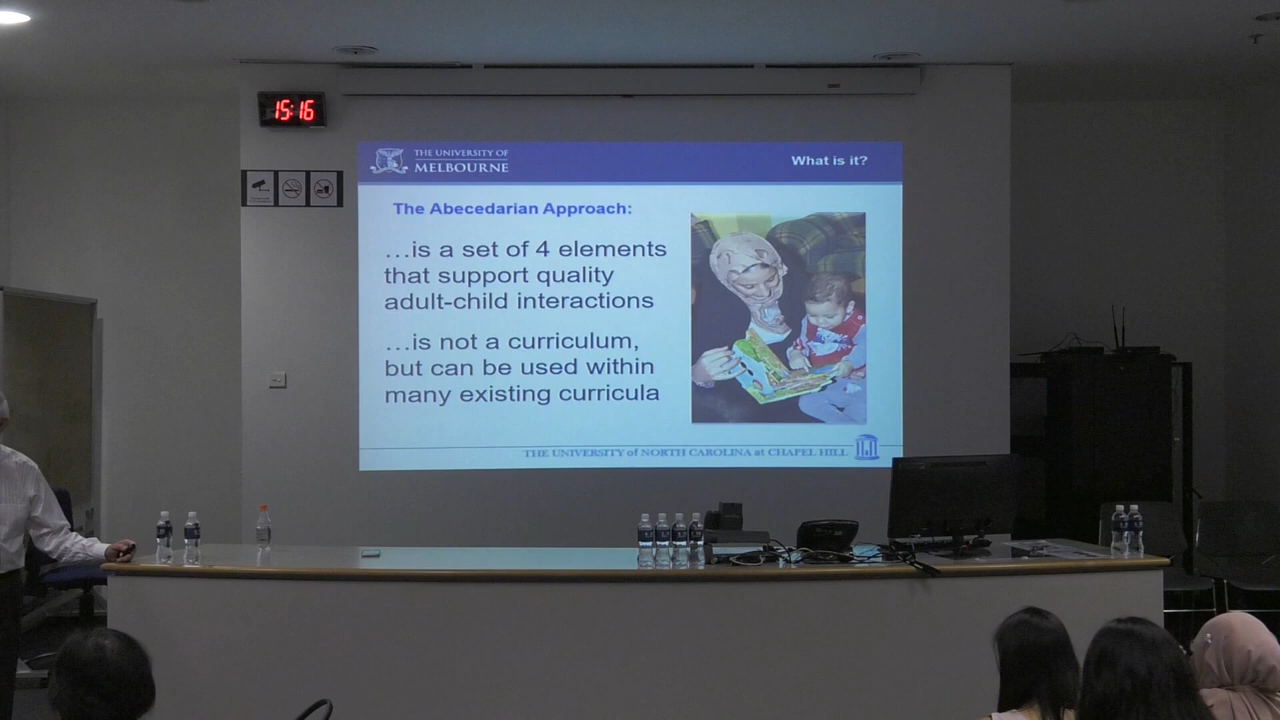 15:16
THE UNIVERSITY OF
MELBOURNE
What is it?
The Abecedarian Approach:
...is a set of 4 elements
that support quality
adult-child interactions
...is not a curriculum,
but can be used within
many existing curricula
THE UNIVERSITY of NORTH CAROLINA at CHAPEL HILL